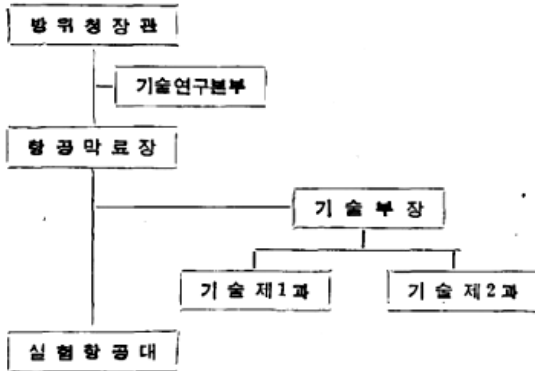 방위청장관
기술연구본부
항공막료장
기술부장
기술제1과 기술제2과
실험항공대